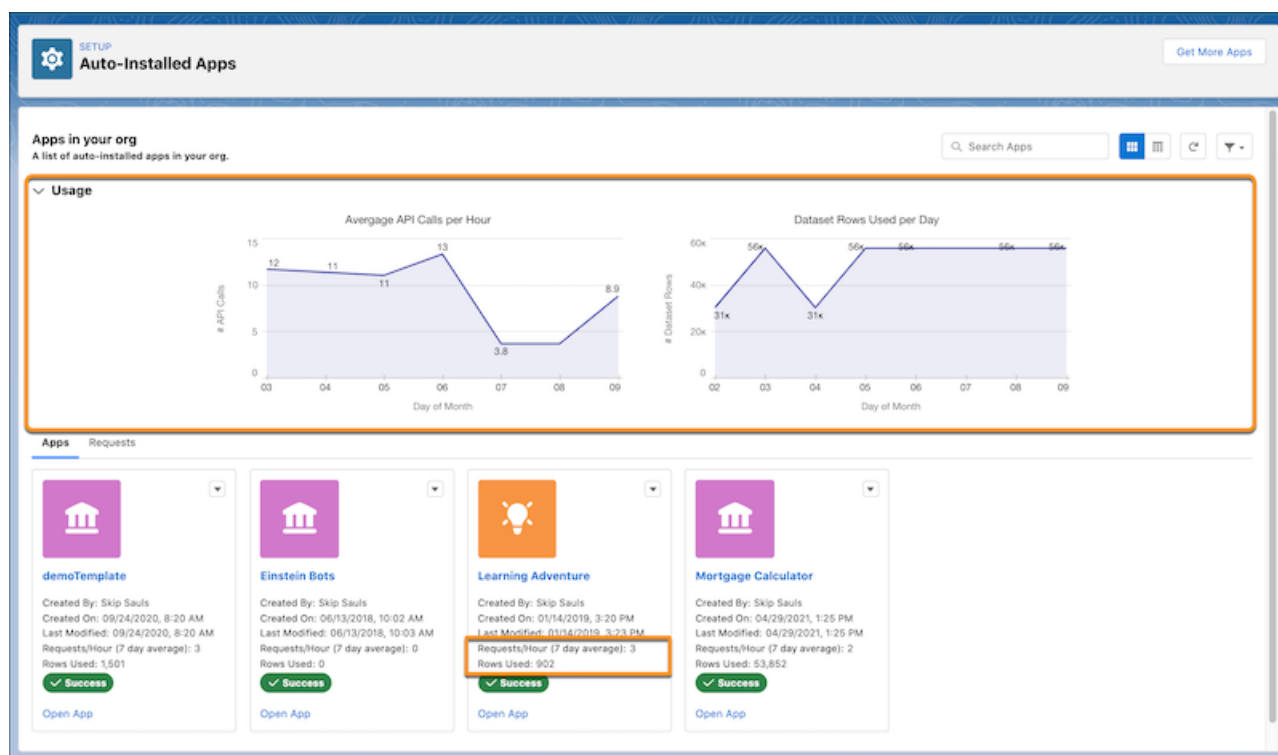 SETUP
Auto-Installed Apps
Get More Apps
Apps in your org
A list of auto-installed apps in your org.
Search Apps
Usage
Avergage API Calls per Hour
15
10
5
0
# API Calls
12
11
11
13
3.8
8.9
03 04 05 06 07 08 09
Day of Month
Dataset Rows Used per Day
60k
40k
20k
0
# Dataset Rows
31k
56k
31k
56k
56k
56k
56k
02 03 04 05 06 07 08 09
Day of Month
Apps Requests
demoTemplate
Created By: Skip Sauls
Created On: 09/24/2020, 8:20 AM
Last Modified: 09/24/2020, 8:20 AM
Requests/Hour (7 day average): 3
Rows Used: 1,501
Success
Open App
Einstein Bots
Created By: Skip Sauls
Created On: 06/13/2018, 10:02 AM
Last Modified: 06/13/2018, 10:03 AM
Requests/Hour (7 day average): 0
Rows Used: 0
Success
Open App
Learning Adventure
Created By: Skip Sauls
Created On: 01/14/2019, 3:20 PM
Last Modified: 01/14/2019, 3:23 PM
Requests/Hour (7 day average): 3
Rows Used: 902
Success
Open App
Mortgage Calculator
Created By: Skip Sauls
Created On: 04/29/2021, 1:25 PM
Last Modified: 04/29/2021, 1:25 PM
Requests/Hour (7 day average): 2
Rows Used: 53,852
Success
Open App